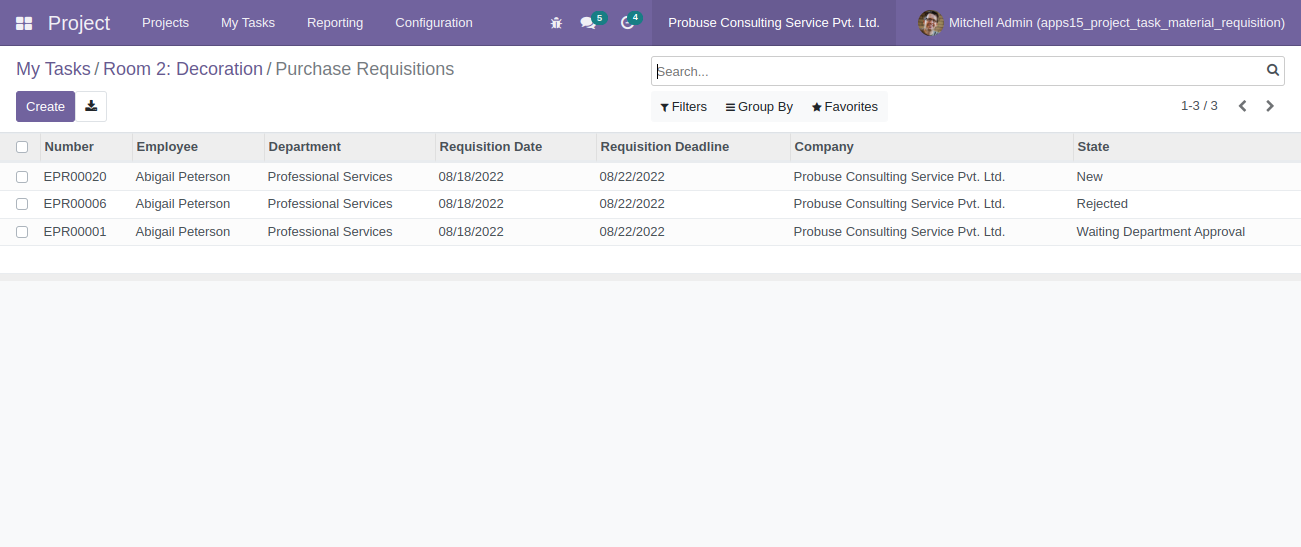 Project Projects My Tasks Reporting Configuration 5 4 Probuse Consulting Service Pvt. Ltd. Mitchell Admin (apps15_project_task_material_requisition)
My Tasks / Room 2: Decoration / Purchase Requisitions
Search...
Create
Filters Group By Favorites 1-3 / 3
Number Employee Department Requisition Date Requisition Deadline Company State
EPR00020 Abigail Peterson Professional Services 08/18/2022 08/22/2022 Probuse Consulting Service Pvt. Ltd. New
EPR00006 Abigail Peterson Professional Services 08/18/2022 08/22/2022 Probuse Consulting Service Pvt. Ltd. Rejected
EPR00001 Abigail Peterson Professional Services 08/18/2022 08/22/2022 Probuse Consulting Service Pvt. Ltd. Waiting Department Approval